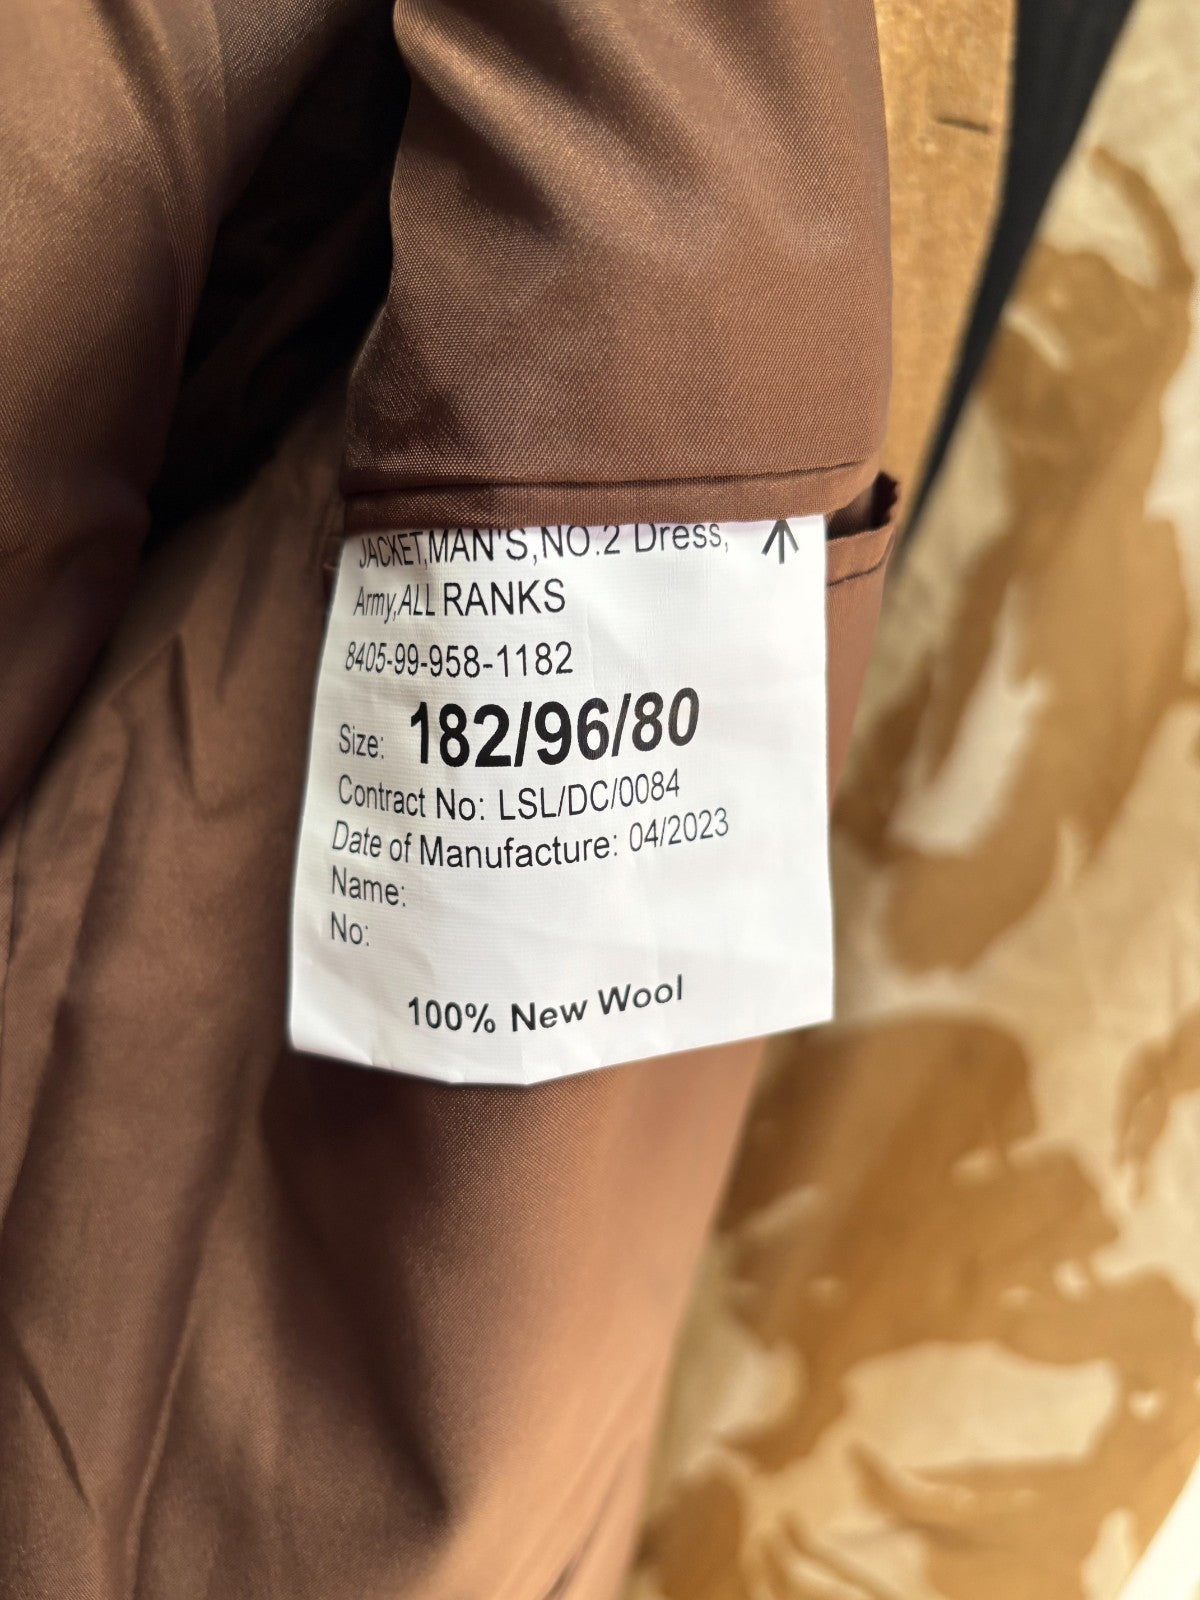 JACKET,MAN'S,NO.2 Dress,
Army,ALL RANKS
8405-99-958-1182
Size: 182/96/80
Contract No: LSL/DC/0084
Date of Manufacture: 04/2023
Name:
No:
100% New Wool